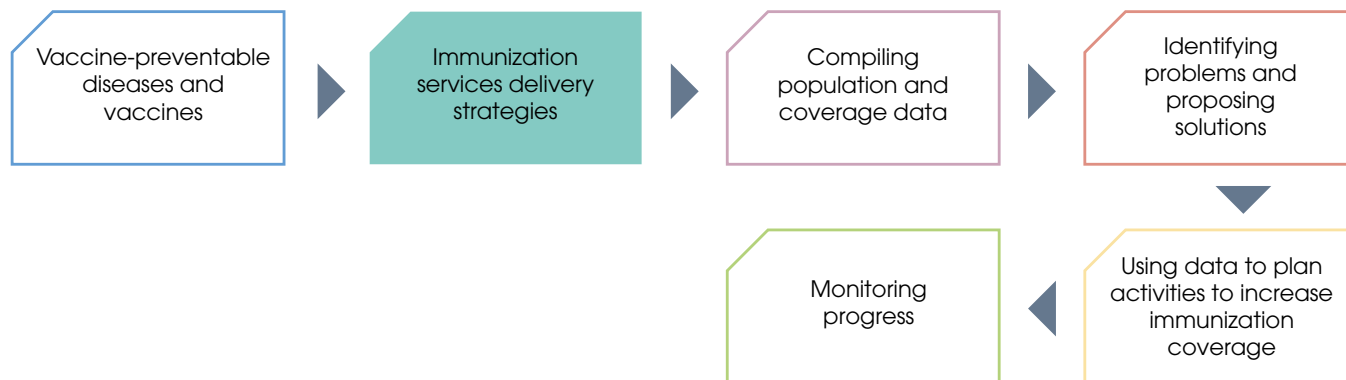 Vaccine-preventable
diseases and
vaccines
Immunization
services delivery
strategies
Compiling
population and
coverage data
Identifying
problems and
proposing
solutions
Using data to plan
activities to increase
immunization
coverage
Monitoring
progress